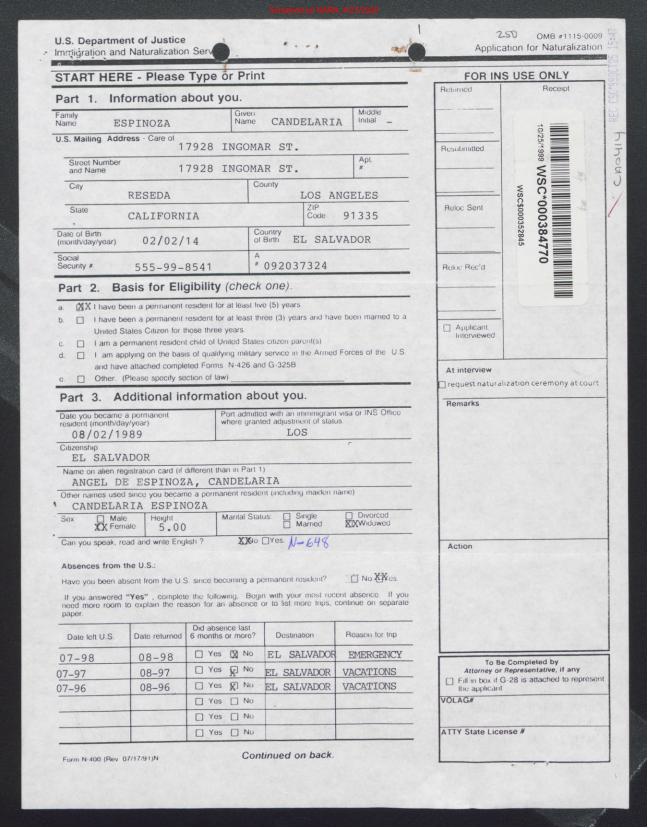 U.S. Department of Justice
Immigration and Naturalization Serv
250 OMB #1115-0009
Application for Naturalization
START HERE - Please Type or Print
FOR INS USE ONLY
Part 1. Information about you.
Family Name ESPINOZA Given Name CANDELARIA Middle Initial -
U.S. Mailing Address - Care of 17928 INGOMAR ST.
Street Number and Name 17928 INGOMAR ST. Apt. #
City RESEDA County LOS ANGELES
State CALIFORNIA ZIP Code 91335
Date of Birth (month/day/year) 02/02/14 Country of Birth EL SALVADOR
Social Security # 555-99-8541 A # 092037324
Part 2. Basis for Eligibility (check one).
a. XX I have been a permanent resident for at least five (5) years
b. I have been a permanent resident for at least three (3) years and have been married to a
United States Citizen for those three years.
c. I am a permanent resident child of United States citizen parent(s)
d. I am applying on the basis of qualifying military service in the Armed Forces of the U.S.
and have attached completed Forms N-426 and G-325B
e. Other. (Please specify section of law)
Part 3. Additional information about you.
Date you became a permanent resident (month/day/year) 08/02/1989
Port admitted with an immigrant visa or INS Office where granted adjustment of status LOS
Citizenship
EL SALVADOR
Name on alien registration card (if different than in Part 1)
ANGEL DE ESPINOZA, CANDELARIA
Other names used since you became a permanent resident (including maiden name)
CANDELARIA ESPINOZA
Sex Male XX Female Height 5.00 Marital Status: Single Married Divorced XX Widowed
Can you speak, read and write English ? XX No Yes. N-648
Absences from the U.S.:
Have you been absent from the U.S. since becoming a permanent resident? No XX Yes.
If you answered "Yes" , complete the following. Begin with your most recent absence. If you
need more room to explain the reason for an absence or to list more trips, continue on separate
paper.
Date left U.S. Date returned Did absence last 6 months or more? Destination Reason for trip
07-98 08-98 Yes X No EL SALVADOR EMERGENCY
07-97 08-97 Yes X No EL SALVADOR VACATIONS
07-96 08-96 Yes X No EL SALVADOR VACATIONS
Yes No
Yes No
Yes No
Form N-400 (Rev. 07/17/91)N
Continued on back.
Returned
Receipt
Resubmitted
Reloc Sent
Reloc Rec'd
10/25/1999 WSC*000384770
WSC$000352845
Applicant Interviewed
At interview
request naturalization ceremony at court
Remarks
Action
To Be Completed by
Attorney or Representative, if any
Fill in box if G-28 is attached to represent
the applicant
VOLAG#
ATTY State License #